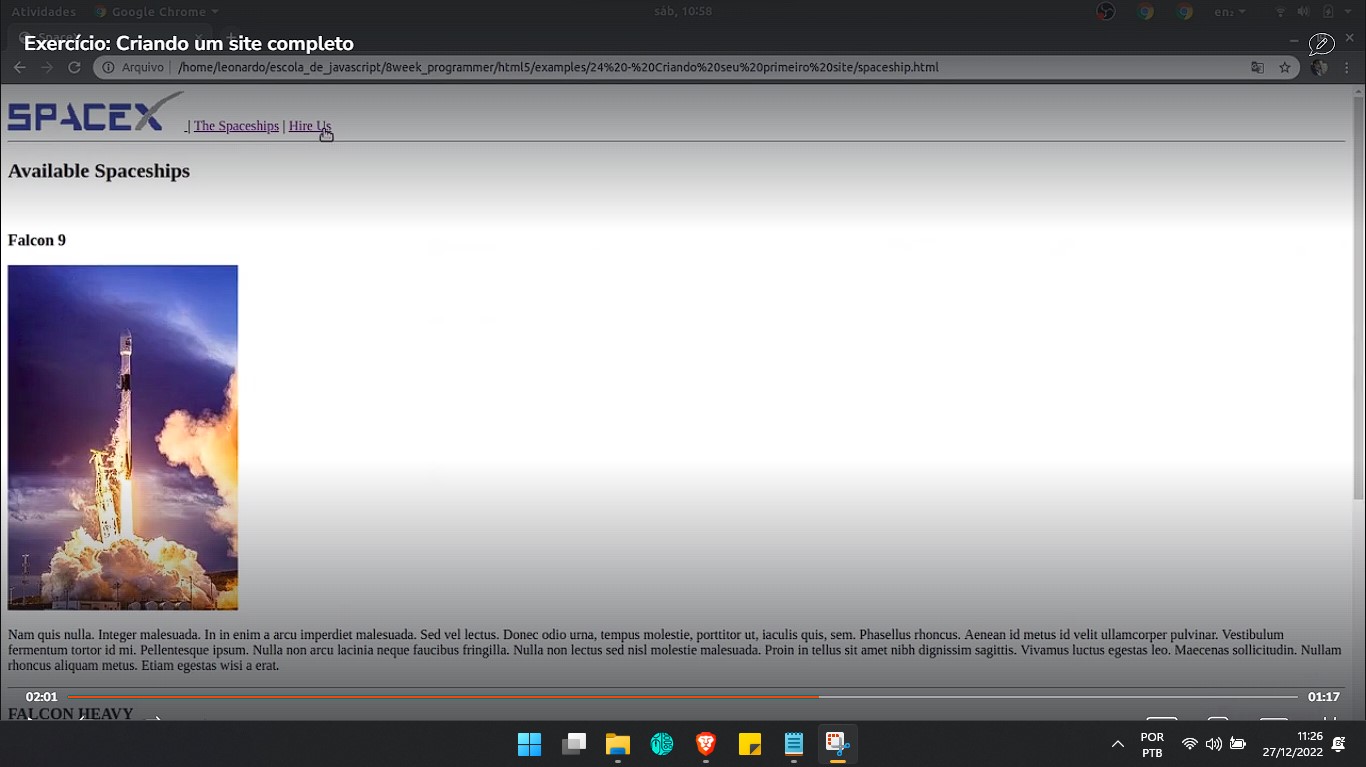 Atividades Google Chrome sáb, 10:58 en₂
Exercício: Criando um site completo
Arquivo | /home/leonardo/escola_de_javascript/8week_programmer/html5/examples/24%20-%20Criando%20seu%20primeiro%20site/spaceship.html
SPACEX | The Spaceships | Hire Us
Available Spaceships
Falcon 9
Nam quis nulla. Integer malesuada. In in enim a arcu imperdiet malesuada. Sed vel lectus. Donec odio urna, tempus molestie, porttitor ut, iaculis quis, sem. Phasellus rhoncus. Aenean id metus id velit ullamcorper pulvinar. Vestibulum
fermentum tortor id mi. Pellentesque ipsum. Nulla non arcu lacinia neque faucibus fringilla. Nulla non lectus sed nisl molestie malesuada. Proin in tellus sit amet nibh dignissim sagittis. Vivamus luctus egestas leo. Maecenas sollicitudin. Nullam
rhoncus aliquam metus. Etiam egestas wisi a erat.
02:01 01:17
FALCON HEAVY
POR 11:26
PTB 27/12/2022